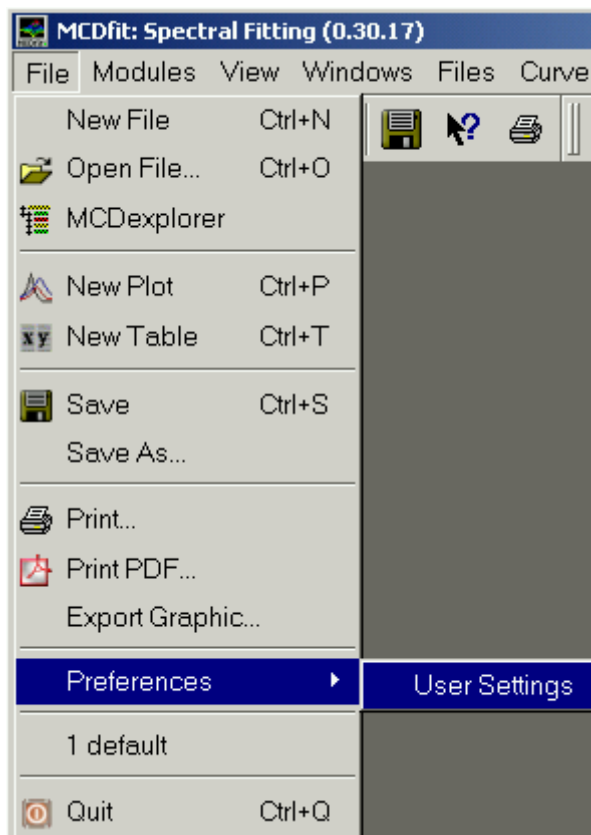 MCDfit: Spectral Fitting (0.30.17)
File Modules View Windows Files Curve
New File Ctrl+N
Open File... Ctrl+O
MCDexplorer
New Plot Ctrl+P
xy New Table Ctrl+T
Save Ctrl+S
Save As...
Print...
Print PDF...
Export Graphic...
Preferences
User Settings
1 default
Quit Ctrl+Q